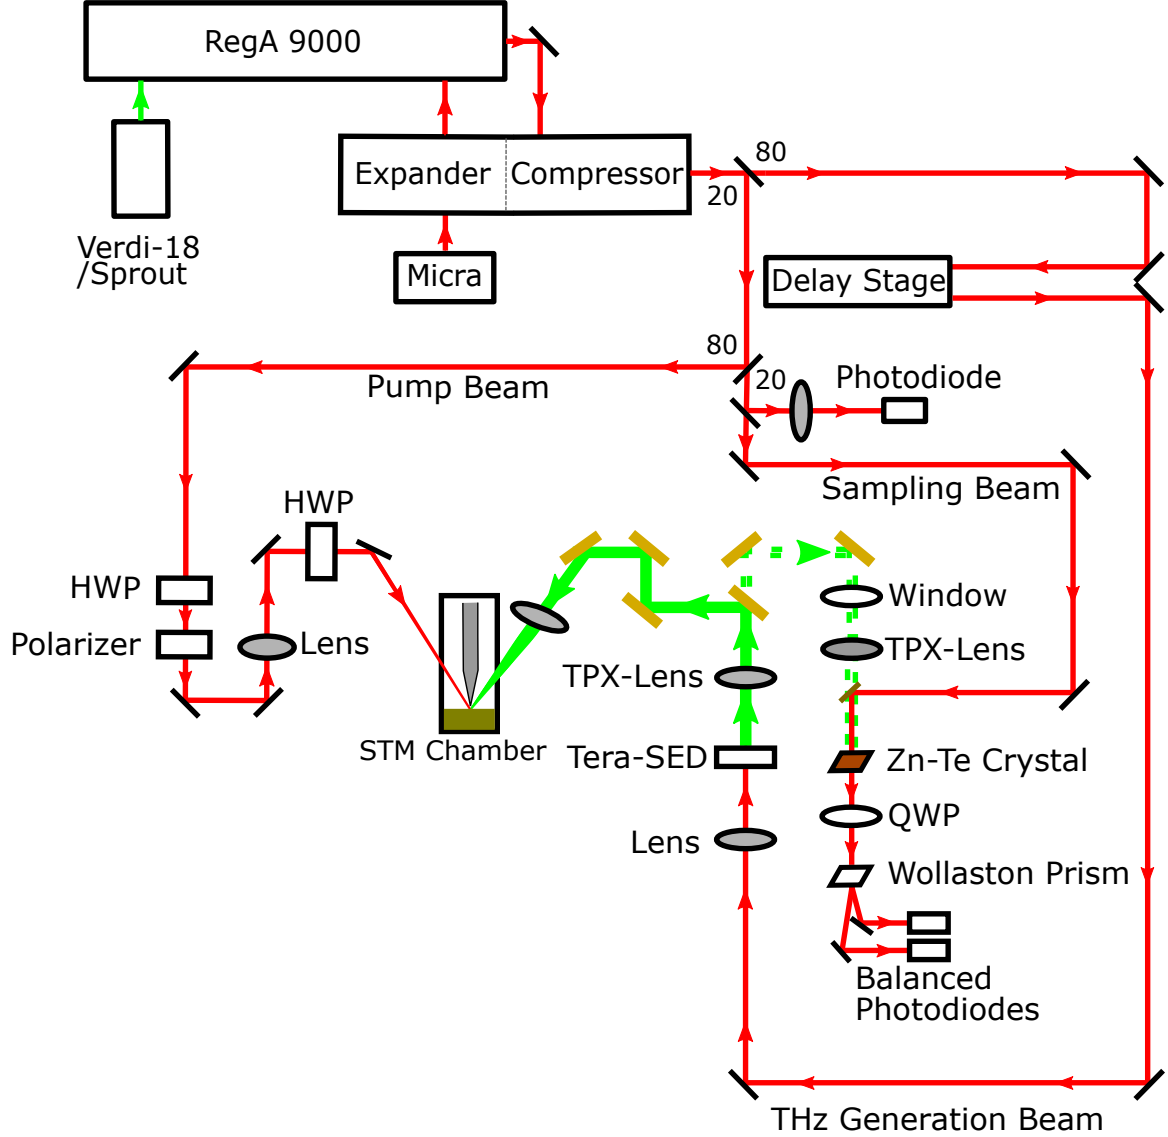 RegA 9000
Expander
Compressor
80
20
Verdi-18
/Sprout
Micra
Delay Stage
80
20
Pump Beam
Photodiode
Sampling Beam
HWP
HWP
Polarizer
Lens
Window
TPX-Lens
TPX-Lens
STM Chamber
Tera-SED
Zn-Te Crystal
QWP
Lens
Wollaston Prism
Balanced
Photodiodes
THz Generation Beam